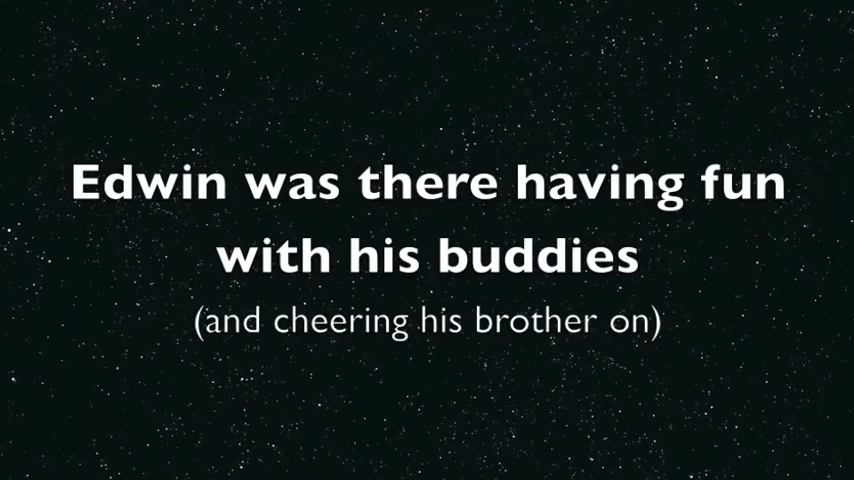 Edwin was there having fun
with his buddies
(and cheering his brother on)